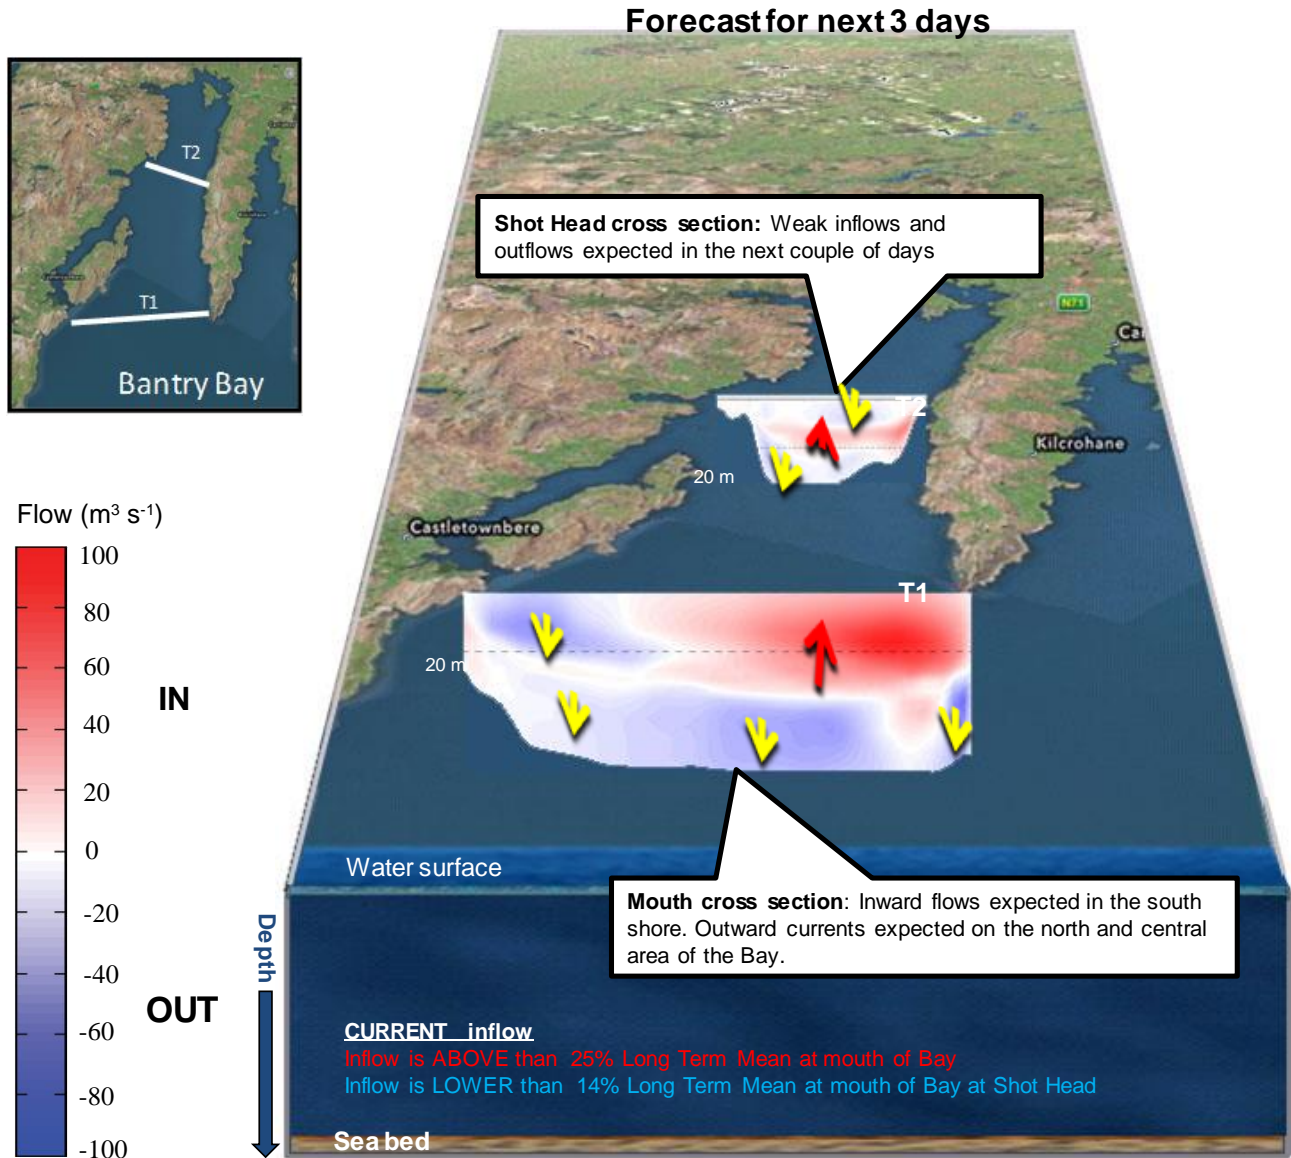 Forecast for next 3 days
T2
T1
Bantry Bay
Shot Head cross section: Weak inflows and
outflows expected in the next couple of days
N71
Kilcrohane
T2
20 m
Castletownbere
T1
20 m
Flow (m³ s⁻¹)
100
80
60
40
20
0
-20
-40
-60
-80
-100
IN
OUT
Water surface
Depth
Mouth cross section: Inward flows expected in the south
shore. Outward currents expected on the north and central
area of the Bay.
CURRENT inflow
Inflow is ABOVE than 25% Long Term Mean at mouth of Bay
Inflow is LOWER than 14% Long Term Mean at mouth of Bay at Shot Head
Sea bed